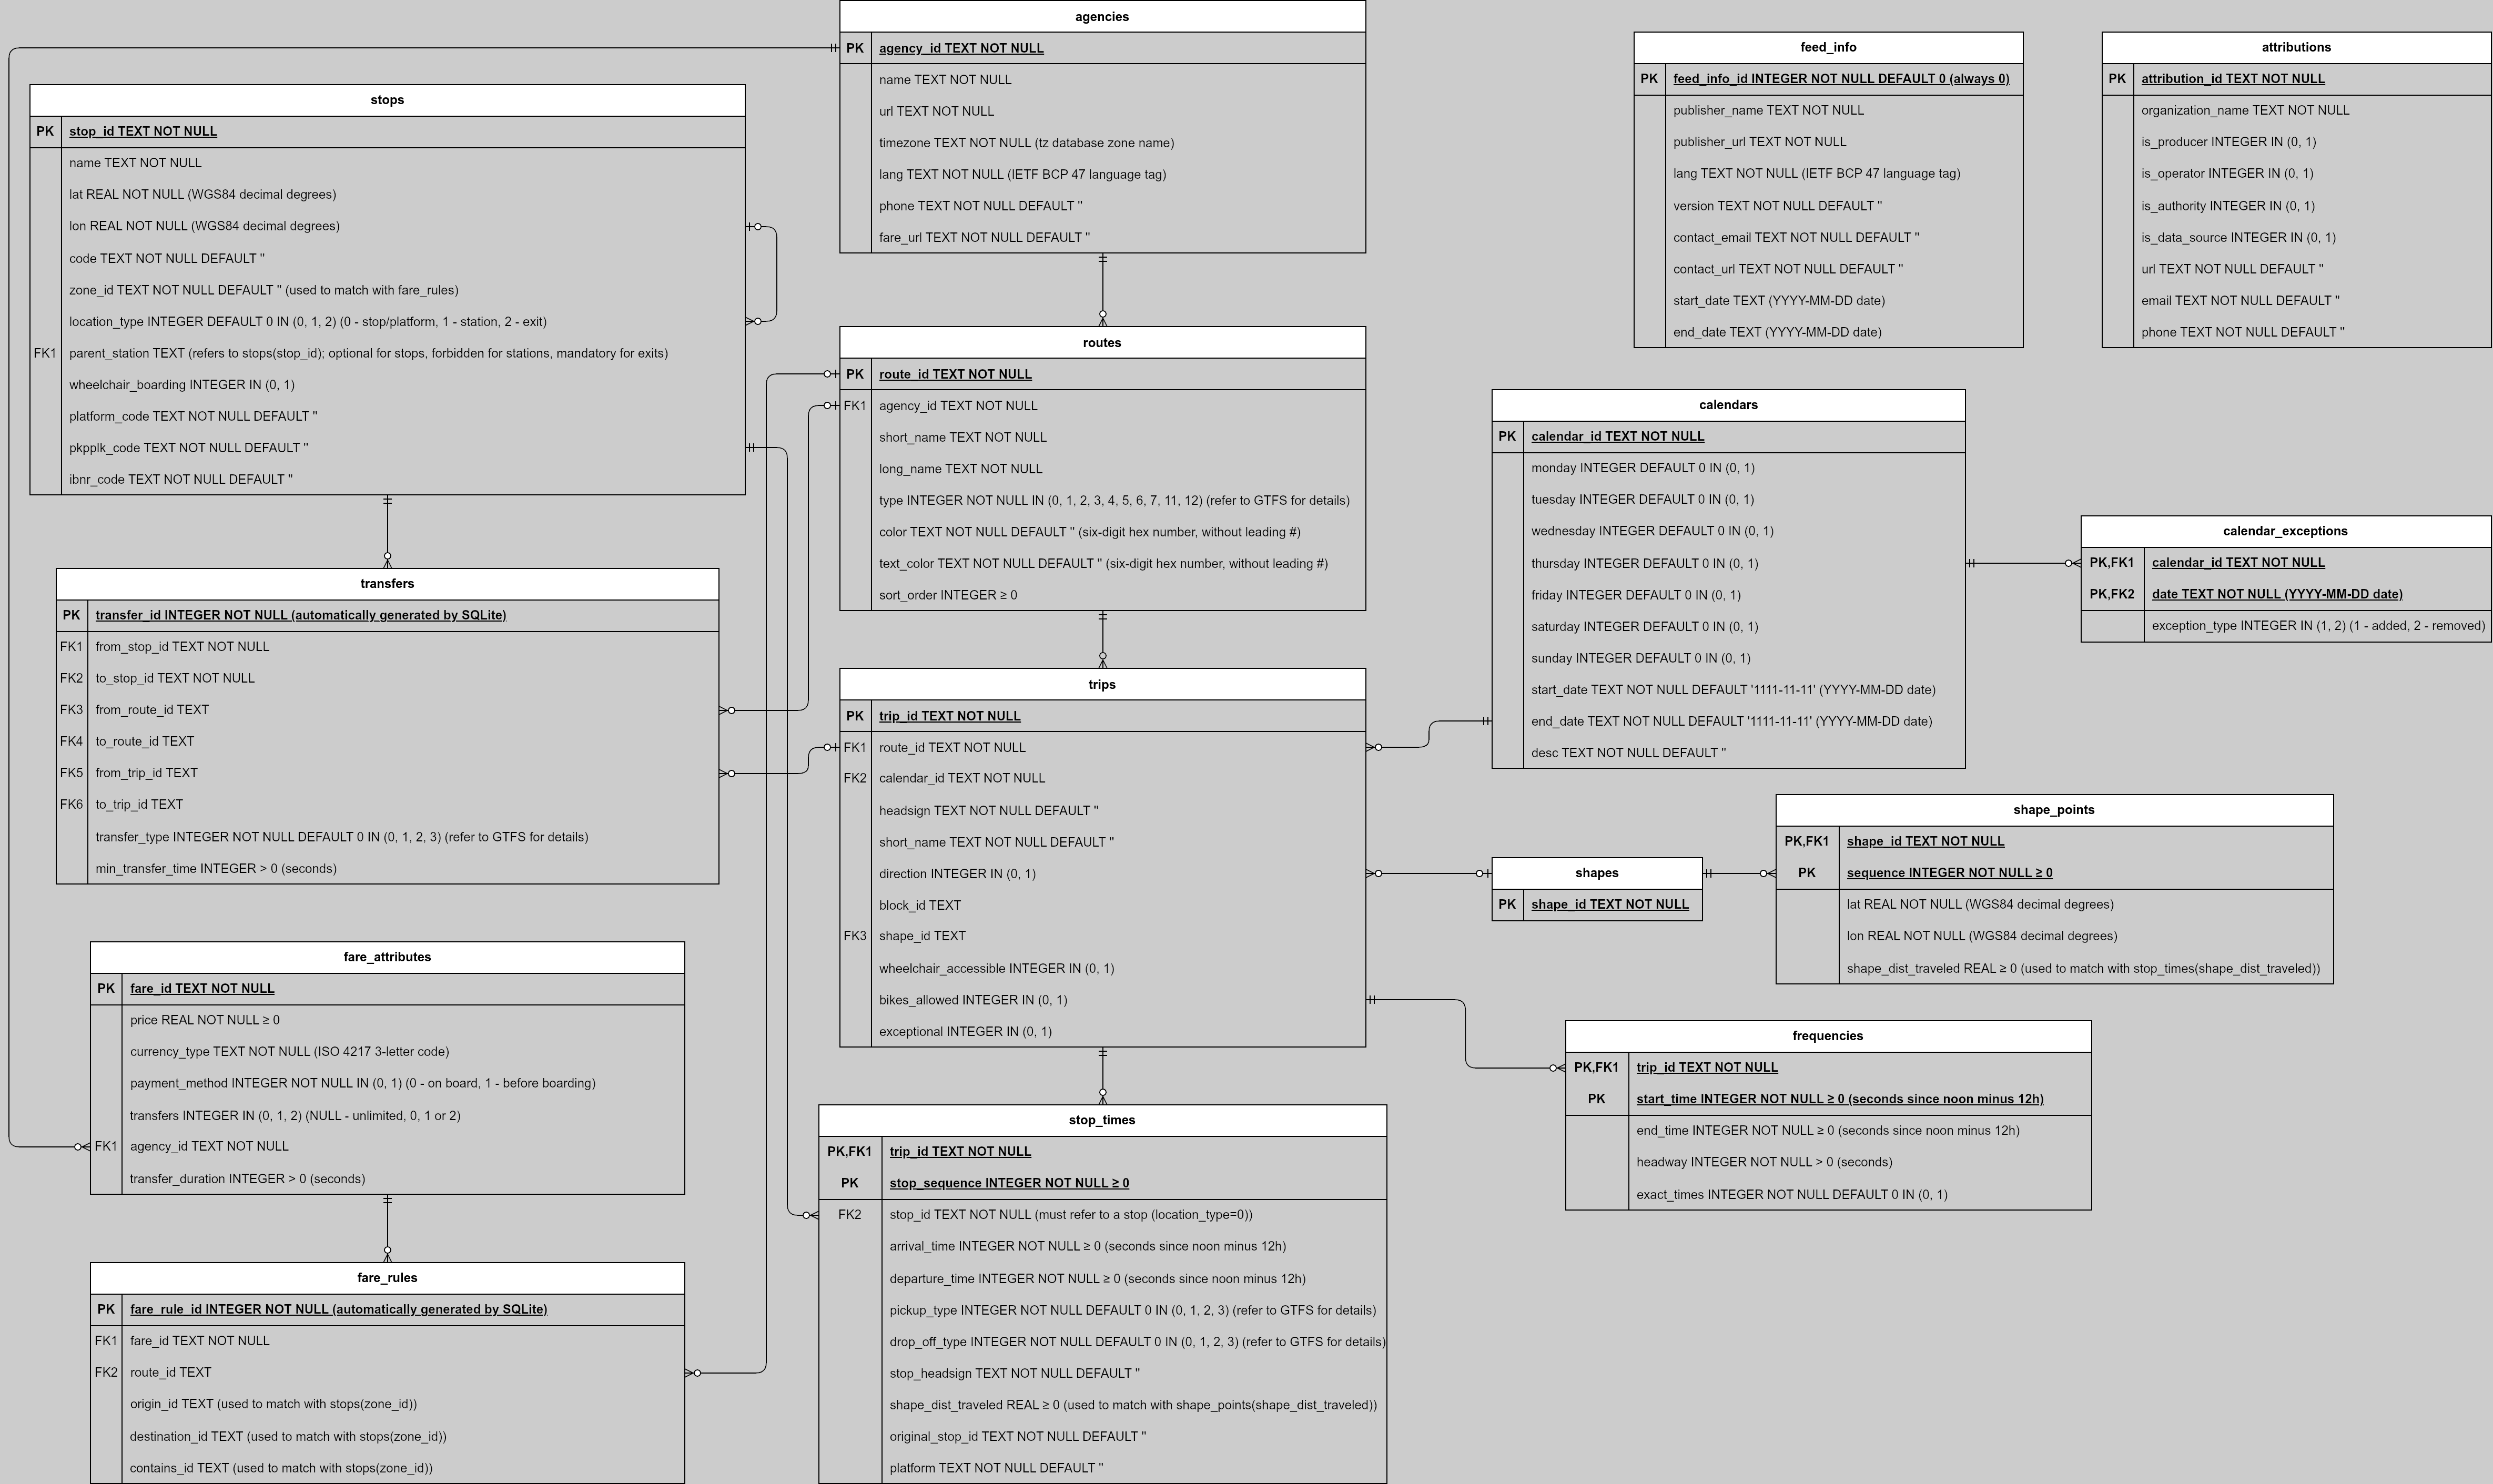 agencies
PK agency_id TEXT NOT NULL
name TEXT NOT NULL
url TEXT NOT NULL
timezone TEXT NOT NULL (tz database zone name)
lang TEXT NOT NULL (IETF BCP 47 language tag)
phone TEXT NOT NULL DEFAULT ''
fare_url TEXT NOT NULL DEFAULT ''
feed_info
PK feed_info_id INTEGER NOT NULL DEFAULT 0 (always 0)
publisher_name TEXT NOT NULL
publisher_url TEXT NOT NULL
lang TEXT NOT NULL (IETF BCP 47 language tag)
version TEXT NOT NULL DEFAULT ''
contact_email TEXT NOT NULL DEFAULT ''
contact_url TEXT NOT NULL DEFAULT ''
start_date TEXT (YYYY-MM-DD date)
end_date TEXT (YYYY-MM-DD date)
attributions
PK attribution_id TEXT NOT NULL
organization_name TEXT NOT NULL
is_producer INTEGER IN (0, 1)
is_operator INTEGER IN (0, 1)
is_authority INTEGER IN (0, 1)
is_data_source INTEGER IN (0, 1)
url TEXT NOT NULL DEFAULT ''
email TEXT NOT NULL DEFAULT ''
phone TEXT NOT NULL DEFAULT ''
stops
PK stop_id TEXT NOT NULL
name TEXT NOT NULL
lat REAL NOT NULL (WGS84 decimal degrees)
lon REAL NOT NULL (WGS84 decimal degrees)
code TEXT NOT NULL DEFAULT ''
zone_id TEXT NOT NULL DEFAULT '' (used to match with fare_rules)
location_type INTEGER DEFAULT 0 IN (0, 1, 2) (0 - stop/platform, 1 - station, 2 - exit)
FK1 parent_station TEXT (refers to stops(stop_id); optional for stops, forbidden for stations, mandatory for exits)
wheelchair_boarding INTEGER IN (0, 1)
platform_code TEXT NOT NULL DEFAULT ''
pkpplk_code TEXT NOT NULL DEFAULT ''
ibnr_code TEXT NOT NULL DEFAULT ''
routes
PK route_id TEXT NOT NULL
FK1 agency_id TEXT NOT NULL
short_name TEXT NOT NULL
long_name TEXT NOT NULL
type INTEGER NOT NULL IN (0, 1, 2, 3, 4, 5, 6, 7, 11, 12) (refer to GTFS for details)
color TEXT NOT NULL DEFAULT '' (six-digit hex number, without leading #)
text_color TEXT NOT NULL DEFAULT '' (six-digit hex number, without leading #)
sort_order INTEGER ≥ 0
calendars
PK calendar_id TEXT NOT NULL
monday INTEGER DEFAULT 0 IN (0, 1)
tuesday INTEGER DEFAULT 0 IN (0, 1)
wednesday INTEGER DEFAULT 0 IN (0, 1)
thursday INTEGER DEFAULT 0 IN (0, 1)
friday INTEGER DEFAULT 0 IN (0, 1)
saturday INTEGER DEFAULT 0 IN (0, 1)
sunday INTEGER DEFAULT 0 IN (0, 1)
start_date TEXT NOT NULL DEFAULT '1111-11-11' (YYYY-MM-DD date)
end_date TEXT NOT NULL DEFAULT '1111-11-11' (YYYY-MM-DD date)
desc TEXT NOT NULL DEFAULT ''
calendar_exceptions
PK,FK1 calendar_id TEXT NOT NULL
PK,FK2 date TEXT NOT NULL (YYYY-MM-DD date)
exception_type INTEGER IN (1, 2) (1 - added, 2 - removed)
transfers
PK transfer_id INTEGER NOT NULL (automatically generated by SQLite)
FK1 from_stop_id TEXT NOT NULL
FK2 to_stop_id TEXT NOT NULL
FK3 from_route_id TEXT
FK4 to_route_id TEXT
FK5 from_trip_id TEXT
FK6 to_trip_id TEXT
transfer_type INTEGER NOT NULL DEFAULT 0 IN (0, 1, 2, 3) (refer to GTFS for details)
min_transfer_time INTEGER > 0 (seconds)
trips
PK trip_id TEXT NOT NULL
FK1 route_id TEXT NOT NULL
FK2 calendar_id TEXT NOT NULL
headsign TEXT NOT NULL DEFAULT ''
short_name TEXT NOT NULL DEFAULT ''
direction INTEGER IN (0, 1)
block_id TEXT
FK3 shape_id TEXT
wheelchair_accessible INTEGER IN (0, 1)
bikes_allowed INTEGER IN (0, 1)
exceptional INTEGER IN (0, 1)
shapes
PK shape_id TEXT NOT NULL
shape_points
PK,FK1 shape_id TEXT NOT NULL
PK sequence INTEGER NOT NULL ≥ 0
lat REAL NOT NULL (WGS84 decimal degrees)
lon REAL NOT NULL (WGS84 decimal degrees)
shape_dist_traveled REAL ≥ 0 (used to match with stop_times(shape_dist_traveled))
fare_attributes
PK fare_id TEXT NOT NULL
price REAL NOT NULL ≥ 0
currency_type TEXT NOT NULL (ISO 4217 3-letter code)
payment_method INTEGER NOT NULL IN (0, 1) (0 - on board, 1 - before boarding)
transfers INTEGER IN (0, 1, 2) (NULL - unlimited, 0, 1 or 2)
FK1 agency_id TEXT NOT NULL
transfer_duration INTEGER > 0 (seconds)
frequencies
PK,FK1 trip_id TEXT NOT NULL
PK start_time INTEGER NOT NULL ≥ 0 (seconds since noon minus 12h)
end_time INTEGER NOT NULL ≥ 0 (seconds since noon minus 12h)
headway INTEGER NOT NULL > 0 (seconds)
exact_times INTEGER NOT NULL DEFAULT 0 IN (0, 1)
stop_times
PK,FK1 trip_id TEXT NOT NULL
PK stop_sequence INTEGER NOT NULL ≥ 0
FK2 stop_id TEXT NOT NULL (must refer to a stop (location_type=0))
arrival_time INTEGER NOT NULL ≥ 0 (seconds since noon minus 12h)
departure_time INTEGER NOT NULL ≥ 0 (seconds since noon minus 12h)
pickup_type INTEGER NOT NULL DEFAULT 0 IN (0, 1, 2, 3) (refer to GTFS for details)
drop_off_type INTEGER NOT NULL DEFAULT 0 IN (0, 1, 2, 3) (refer to GTFS for details)
stop_headsign TEXT NOT NULL DEFAULT ''
shape_dist_traveled REAL ≥ 0 (used to match with shape_points(shape_dist_traveled))
original_stop_id TEXT NOT NULL DEFAULT ''
platform TEXT NOT NULL DEFAULT ''
fare_rules
PK fare_rule_id INTEGER NOT NULL (automatically generated by SQLite)
FK1 fare_id TEXT NOT NULL
FK2 route_id TEXT
origin_id TEXT (used to match with stops(zone_id))
destination_id TEXT (used to match with stops(zone_id))
contains_id TEXT (used to match with stops(zone_id))